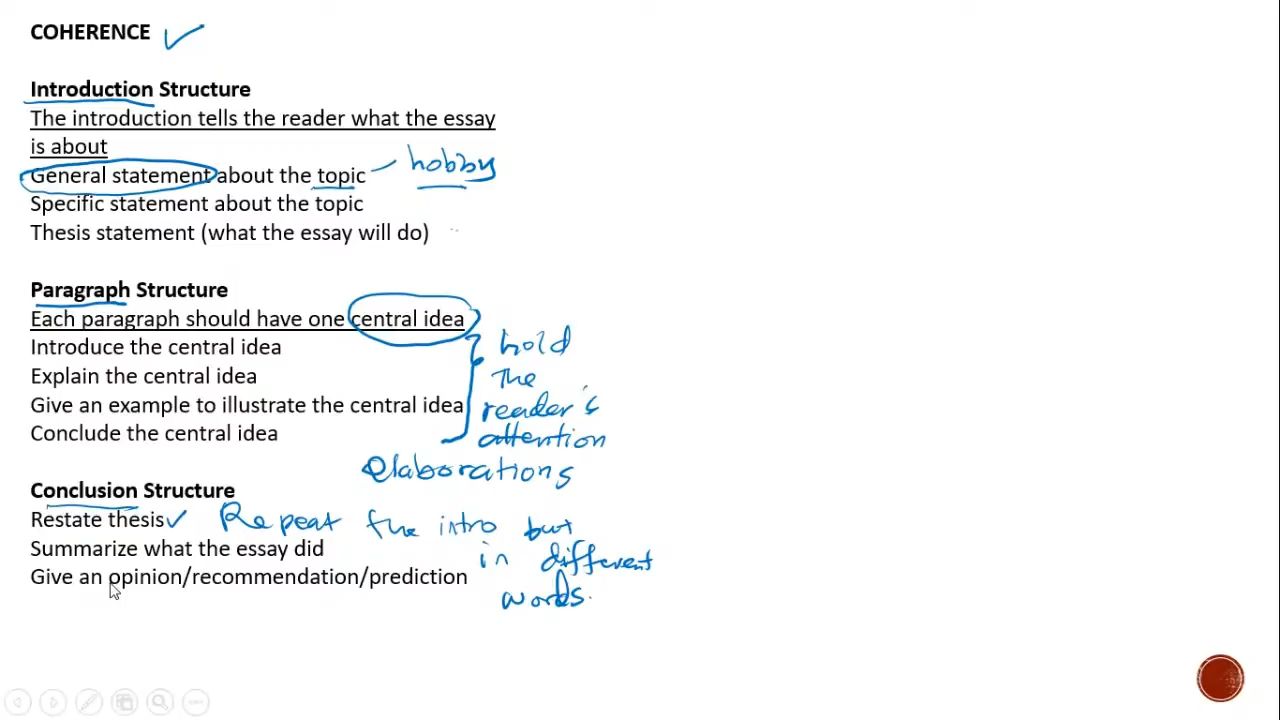 COHERENCE
Introduction Structure
The introduction tells the reader what the essay
is about
General statement about the topic hobby
Specific statement about the topic
Thesis statement (what the essay will do)
Paragraph Structure
Each paragraph should have one central idea
Introduce the central idea hold
Explain the central idea The
Give an example to illustrate the central idea reader's
Conclude the central idea attention
elaborations
Conclusion Structure
Restate thesis Repeat the intro but
Summarize what the essay did in different
Give an opinion/recommendation/prediction words.